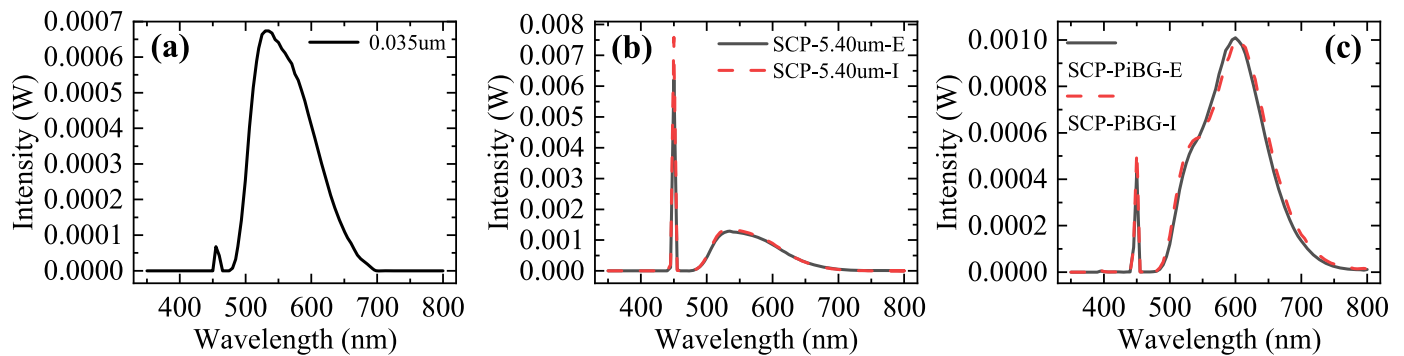 (a)
0.035um
0.0007
0.0006
0.0005
0.0004
0.0003
0.0002
0.0001
0.0000
Intensity (W)
400 500 600 700 800
Wavelength (nm)
(b)
SCP-5.40um-E
SCP-5.40um-I
0.008
0.007
0.006
0.005
0.004
0.003
0.002
0.001
0.000
Intensity (W)
400 500 600 700 800
Wavelength (nm)
(c)
SCP-PiBG-E
SCP-PiBG-I
0.0010
0.0008
0.0006
0.0004
0.0002
0.0000
Intensity (W)
400 500 600 700 800
Wavelength (nm)